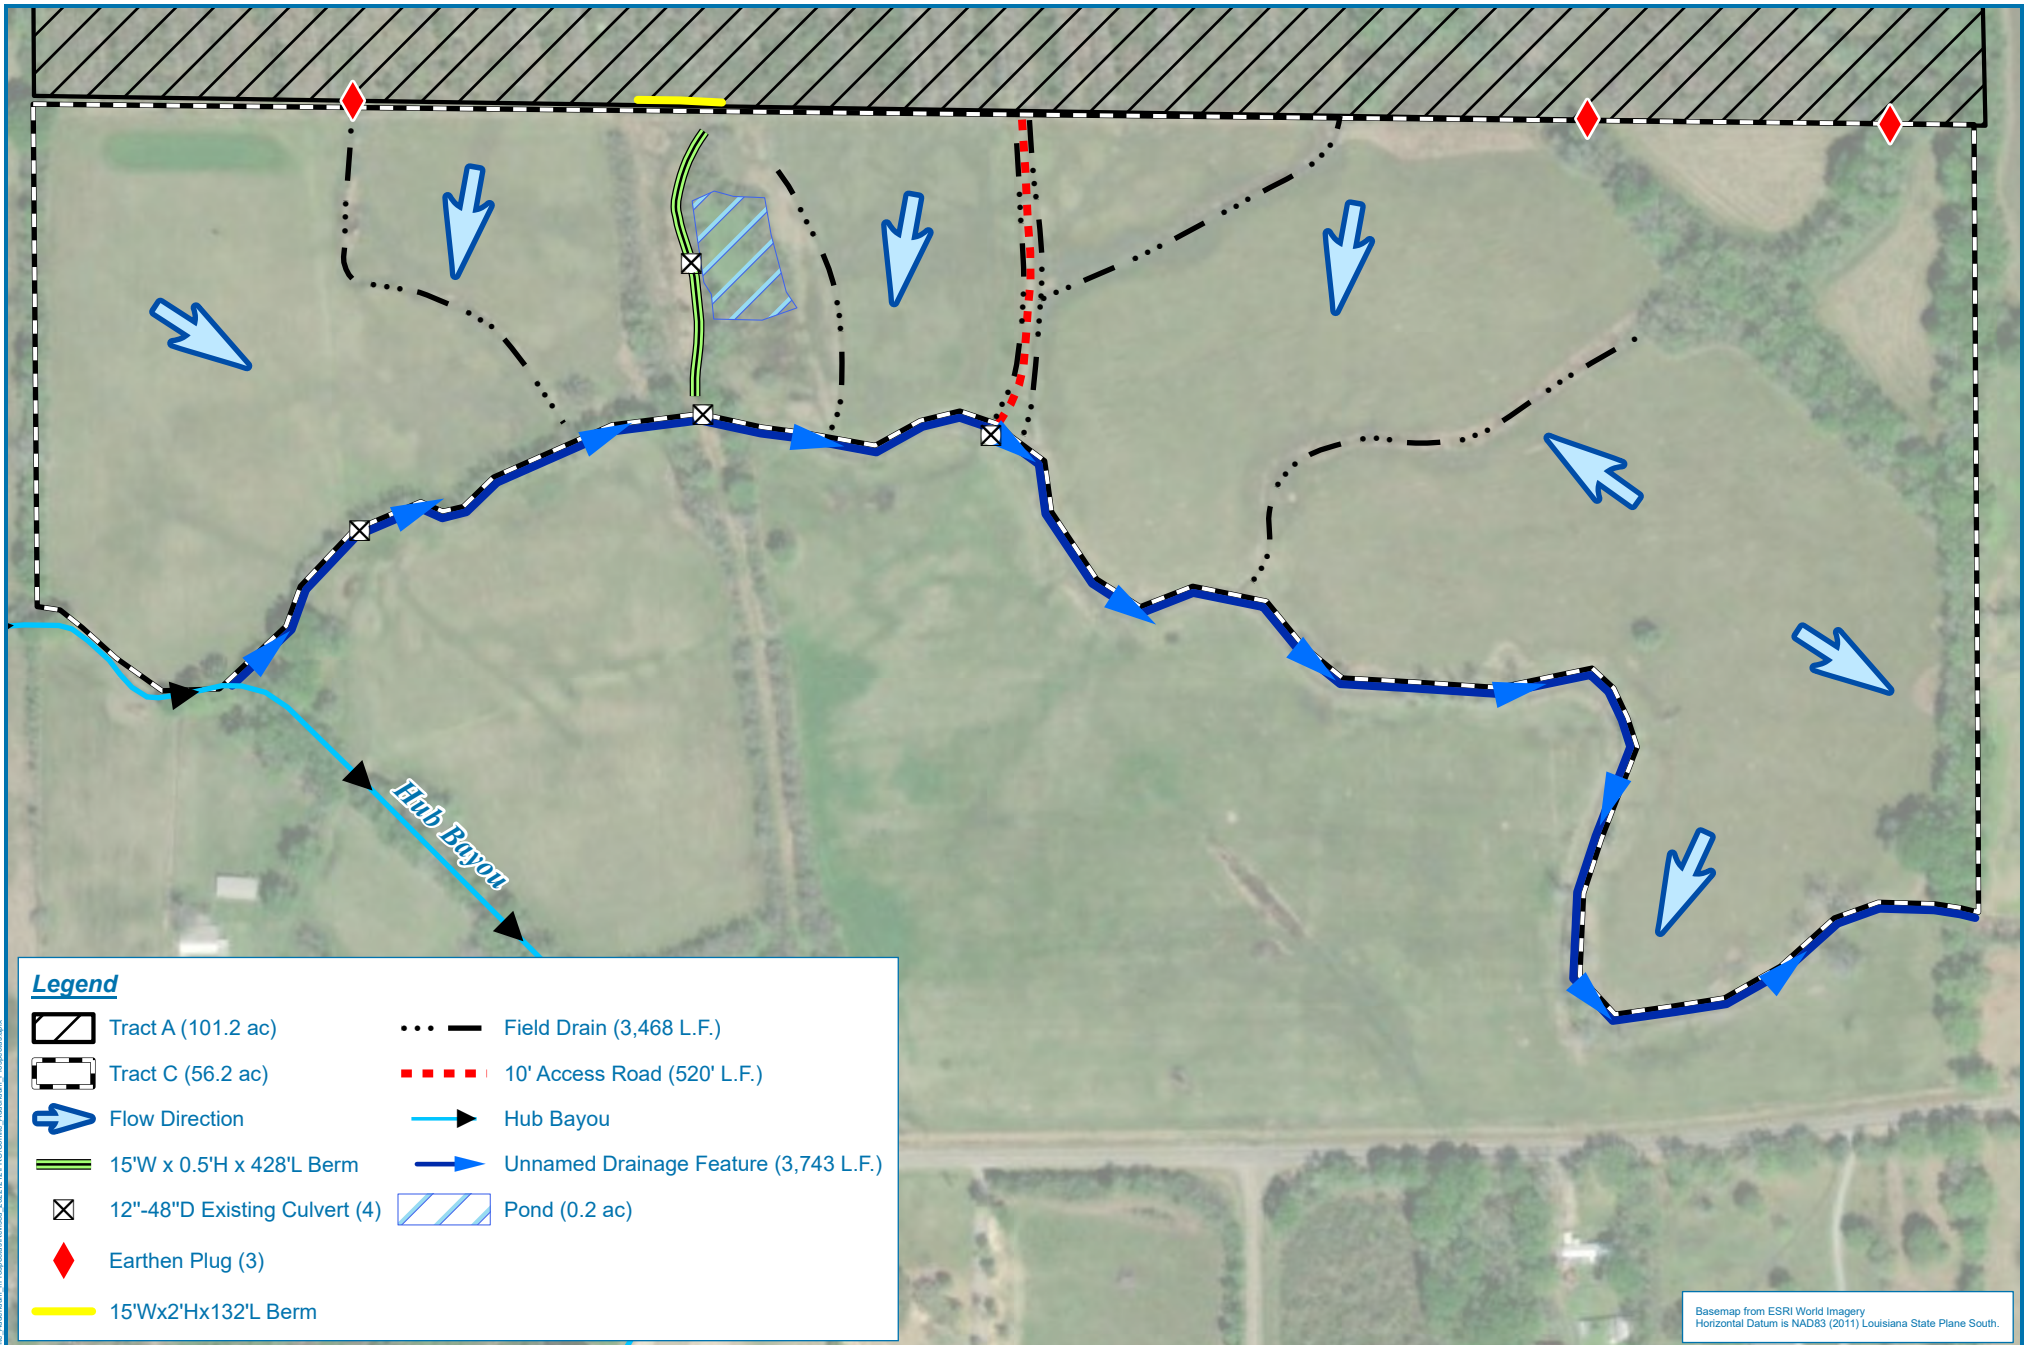 Hub Bayou
Legend
Tract A (101.2 ac)
Tract C (56.2 ac)
Flow Direction
15'W x 0.5'H x 428'L Berm
12"-48"D Existing Culvert (4)
Earthen Plug (3)
15'Wx2'Hx132'L Berm
Field Drain (3,468 L.F.)
10' Access Road (520' L.F.)
Hub Bayou
Unnamed Drainage Feature (3,743 L.F.)
Pond (0.2 ac)
Basemap from ESRI World Imagery
Horizontal Datum is NAD83 (2011) Louisiana State Plane South.